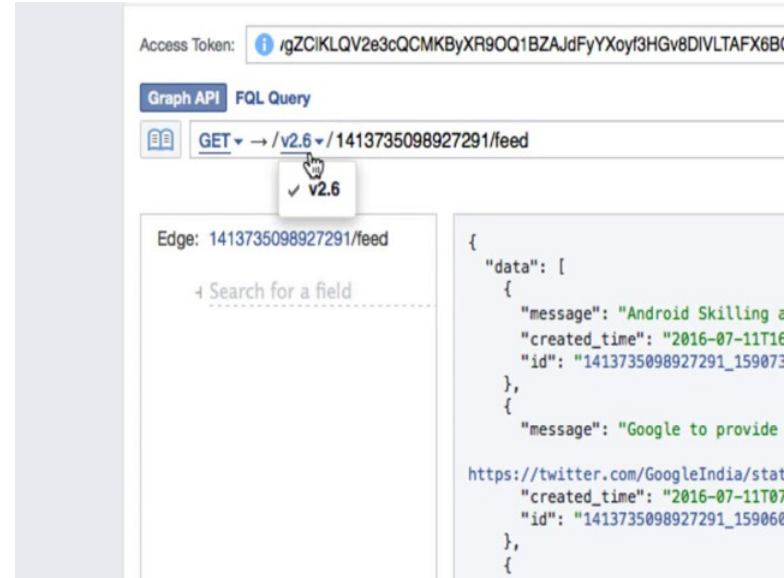 Access Token: /gZCIKLQV2e3cQCMKByXR9OQ1BZAJdFyYXoyf3HGv8DIVLTAFX6B
Graph API FQL Query
GET → / v2.6 / 1413735098927291/feed
✓ v2.6
Edge: 1413735098927291/feed
Search for a field
{
"data": [
{
"message": "Android Skilling a
"created_time": "2016-07-11T16
"id": "1413735098927291_159073
},
{
"message": "Google to provide
https://twitter.com/GoogleIndia/stat
"created_time": "2016-07-11T07
"id": "1413735098927291_159060
},
{